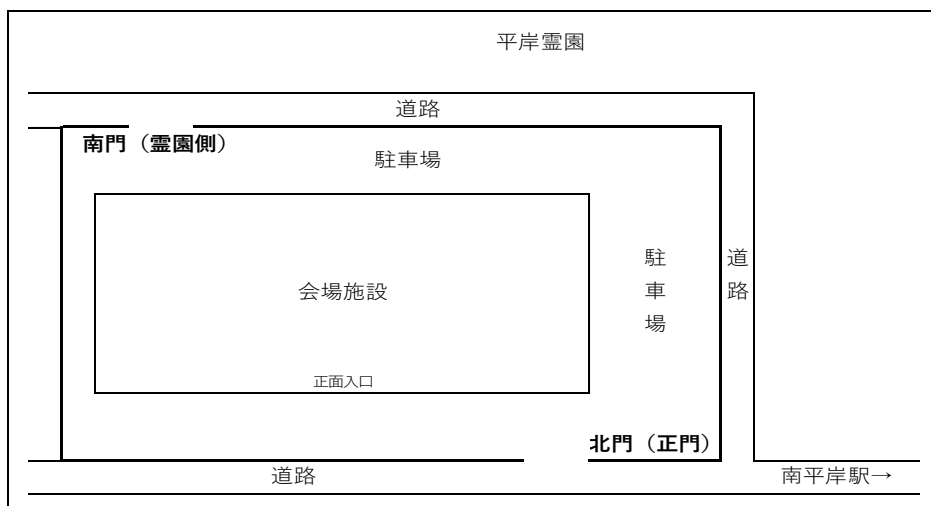 平岸霊園
道路
南門（霊園側）
駐車場
駐車場
道路
会場施設
正面入口
北門（正門）
道路
南平岸駅→